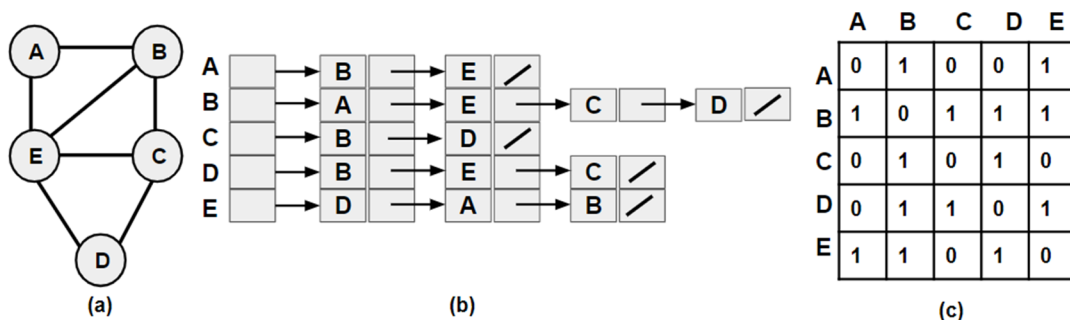 A B
E C
D
(a)
A B E
B A E C D
C B D
D B E C
E D A B
(b)
A B C D E
A 0 1 0 0 1
B 1 0 1 1 1
C 0 1 0 1 0
D 0 1 1 0 1
E 1 1 0 1 0
(c)